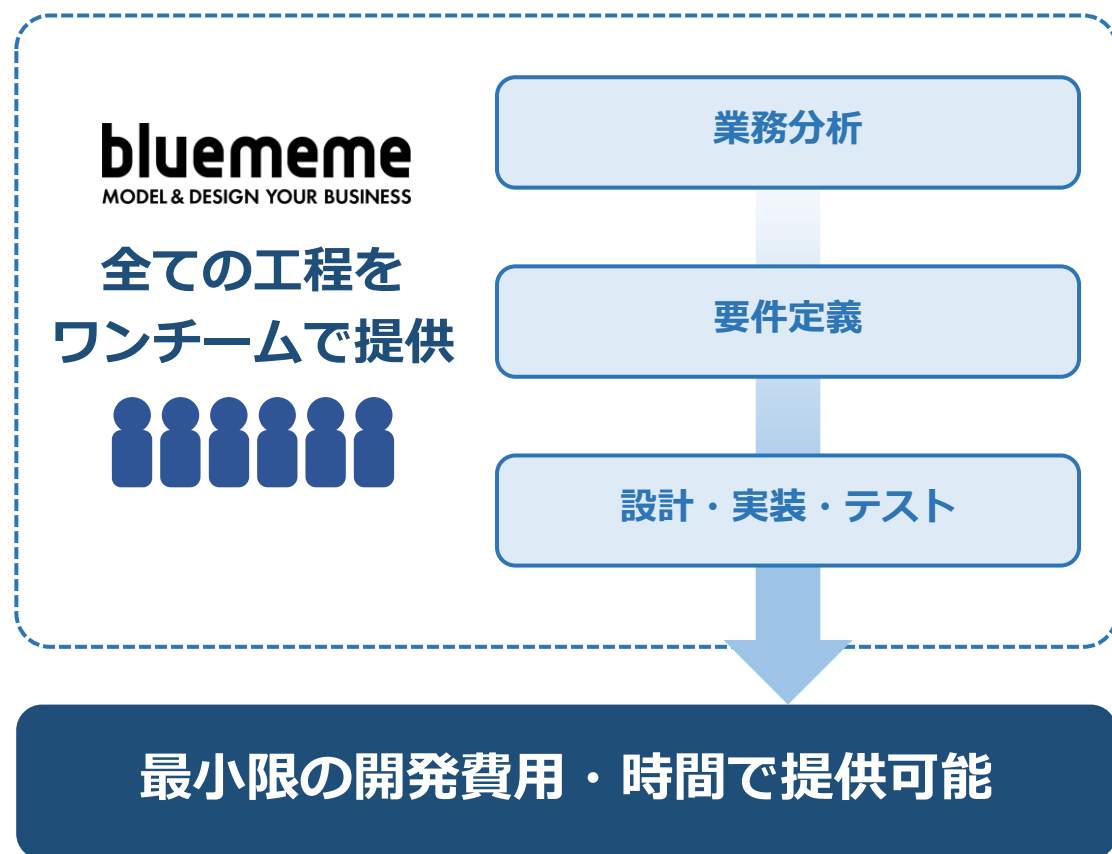 bluememe
MODEL & DESIGN YOUR BUSINESS
全ての工程を
ワンチームで提供
業務分析
要件定義
設計・実装・テスト
最小限の開発費用・時間で提供可能